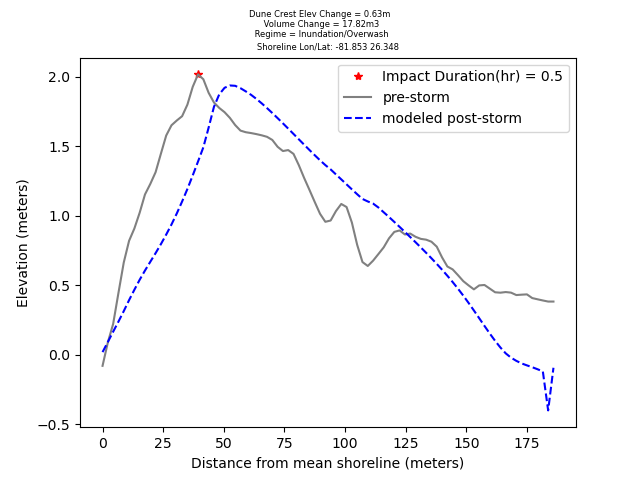 Dune Crest Elev Change = 0.63m
Volume Change = 17.82m3
Regime = Inundation/Overwash
Shoreline Lon/Lat: -81.853 26.348
Impact Duration(hr) = 0.5
pre-storm
modeled post-storm
Elevation (meters)
2.0
1.5
1.0
0.5
0.0
−0.5
0 25 50 75 100 125 150 175
Distance from mean shoreline (meters)